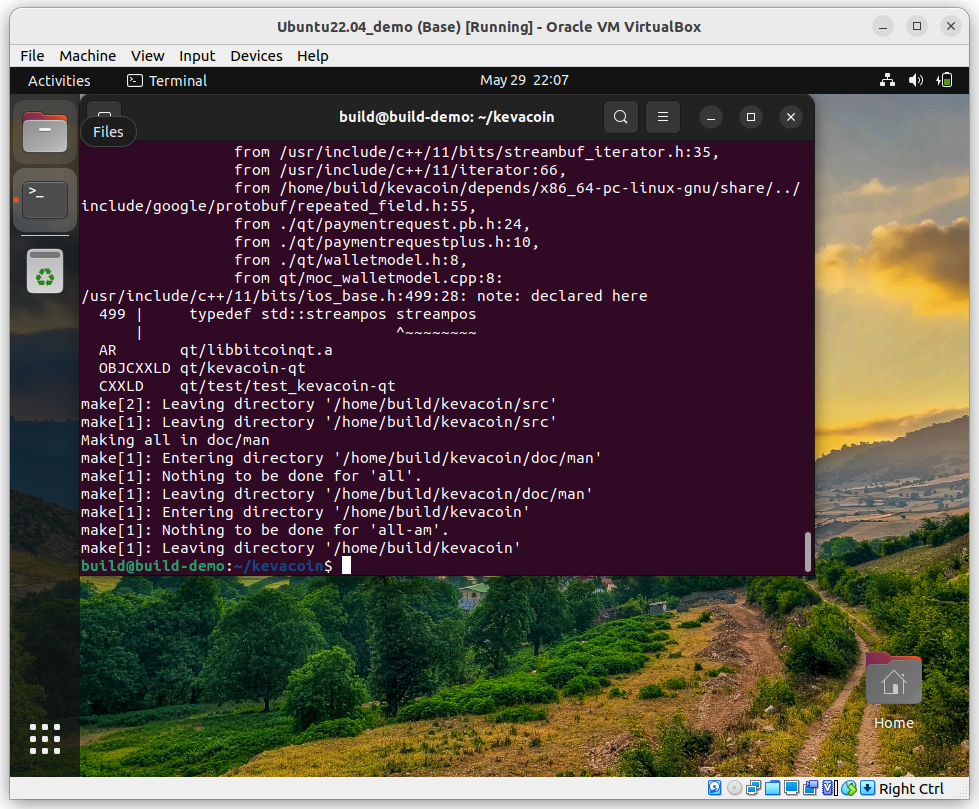 Ubuntu22.04_demo (Base) [Running] - Oracle VM VirtualBox
File Machine View Input Devices Help
Activities Terminal May 29 22:07
build@build-demo: ~/kevacoin
Files
from /usr/include/c++/11/bits/streambuf_iterator.h:35,
from /usr/include/c++/11/iterator:66,
from /home/build/kevacoin/depends/x86_64-pc-linux-gnu/share/../
include/google/protobuf/repeated_field.h:55,
from ./qt/paymentrequest.pb.h:24,
from ./qt/paymentrequestplus.h:10,
from ./qt/walletmodel.h:8,
from qt/moc_walletmodel.cpp:8:
/usr/include/c++/11/bits/ios_base.h:499:28: note: declared here
499 |     typedef std::streampos streampos
|                            ^~~~~~~~~
AR       qt/libbitcoinqt.a
OBJCXXLD qt/kevacoin-qt
CXXLD    qt/test/test_kevacoin-qt
make[2]: Leaving directory '/home/build/kevacoin/src'
make[1]: Leaving directory '/home/build/kevacoin/src'
Making all in doc/man
make[1]: Entering directory '/home/build/kevacoin/doc/man'
make[1]: Nothing to be done for 'all'.
make[1]: Leaving directory '/home/build/kevacoin/doc/man'
make[1]: Entering directory '/home/build/kevacoin'
make[1]: Nothing to be done for 'all-am'.
make[1]: Leaving directory '/home/build/kevacoin'
build@build-demo:~/kevacoin$
Home
Right Ctrl